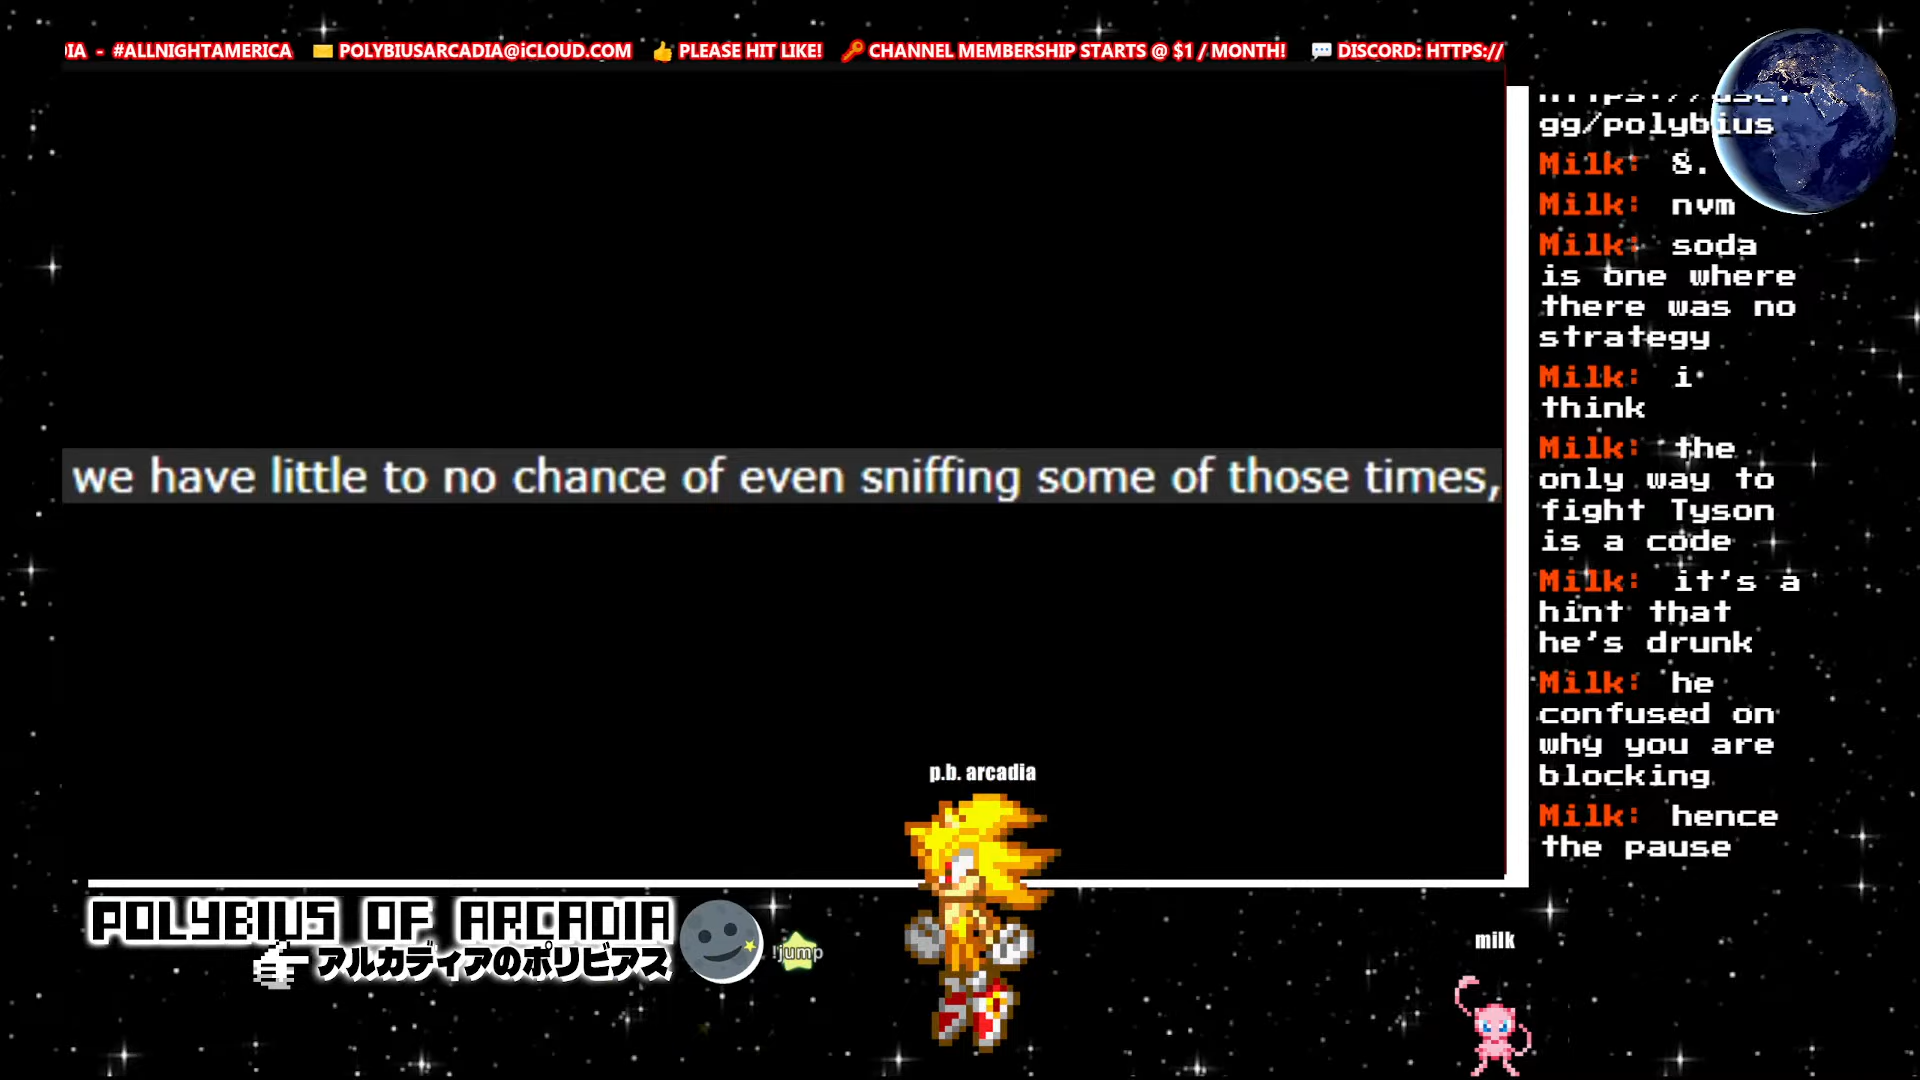 IA - #ALLNIGHTAMERICA ✉️ POLYBIUSARCADIA@iCLOUD.COM 👍 PLEASE HIT LIKE! 🔑 CHANNEL MEMBERSHIP STARTS @ $1 / MONTH! 💬 DISCORD: HTTPS://
gg/polybius
Milk: 8.
Milk: nvm
Milk: soda
is one where
there was no
strategy
Milk: i
think
Milk: the
only way to
fight Tyson
is a code
Milk: it's a
hint that
he's drunk
Milk: he
confused on
why you are
blocking
Milk: hence
the pause
we have little to no chance of even sniffing some of those times,
p.b. arcadia
POLYBIUS OF ARCADIA
アルカディアのポリビアス
!jump
milk